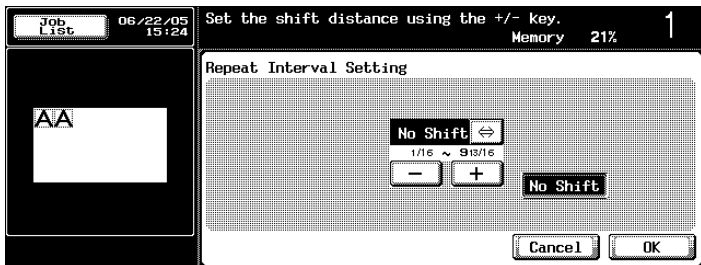 Job List
06/22/05
15:24
Set the shift distance using the +/- key.
Memory 21%
1
Repeat Interval Setting
AA
No Shift ⇔
1/16 ~ 9 13/16
− +
No Shift
Cancel OK